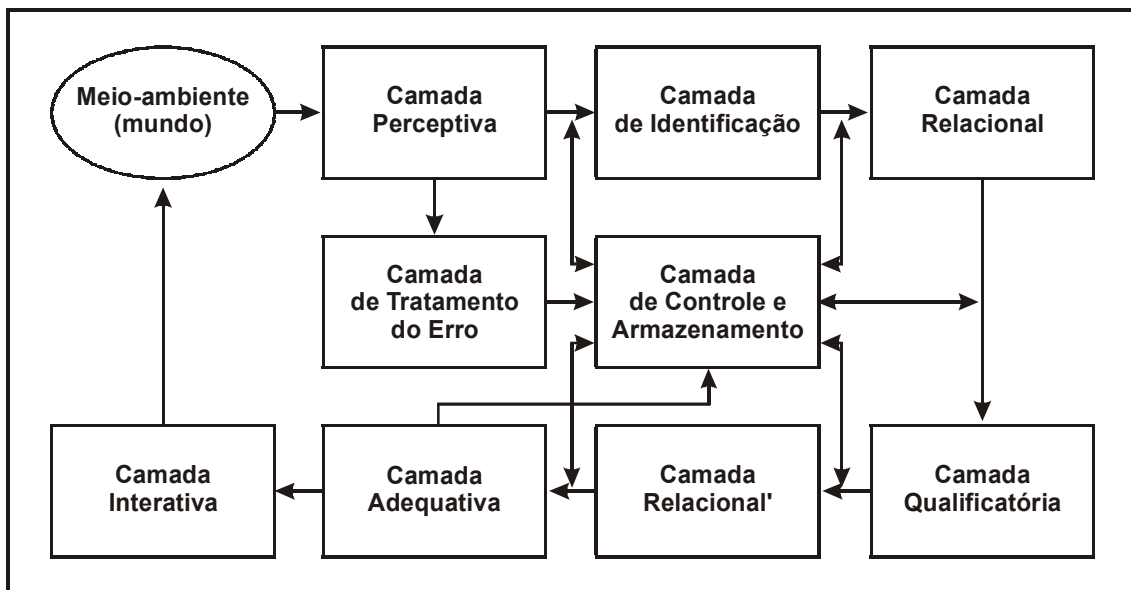 Meio-ambiente
(mundo)
Camada
Perceptiva
Camada
de Identificação
Camada
Relacional
Camada
de Tratamento
do Erro
Camada
de Controle e
Armazenamento
Camada
Interativa
Camada
Adequativa
Camada
Relacional'
Camada
Qualificatória